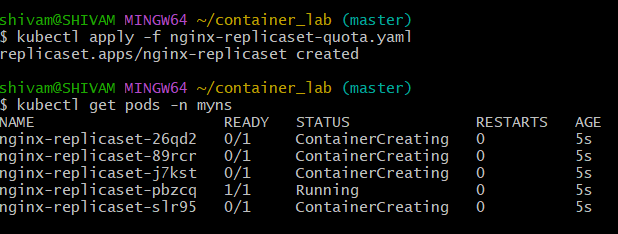 shivam@SHIVAM MINGW64 ~/container_lab (master)
$ kubectl apply -f nginx-replicaset-quota.yaml
replicaset.apps/nginx-replicaset created
shivam@SHIVAM MINGW64 ~/container_lab (master)
$ kubectl get pods -n myns
NAME READY STATUS RESTARTS AGE
nginx-replicaset-26qd2 0/1 ContainerCreating 0 5s
nginx-replicaset-89rcr 0/1 ContainerCreating 0 5s
nginx-replicaset-j7kst 0/1 ContainerCreating 0 5s
nginx-replicaset-pbzcq 1/1 Running 0 5s
nginx-replicaset-slr95 0/1 ContainerCreating 0 5s